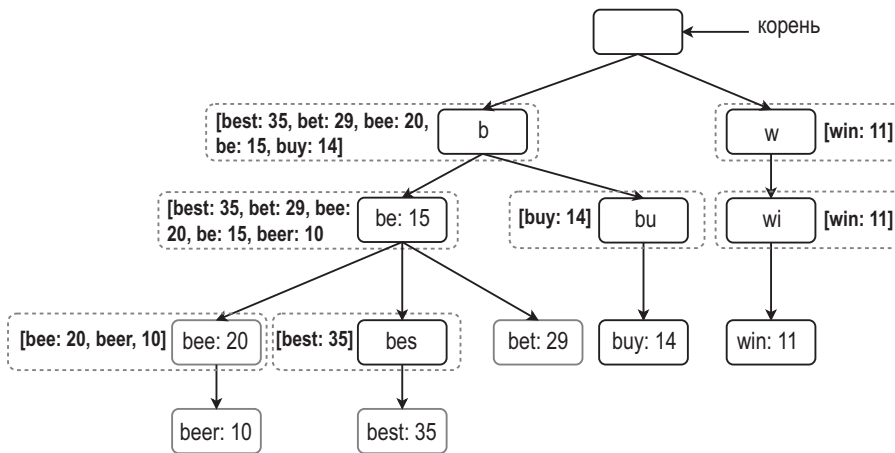 корень
[best: 35, bet: 29, bee: 20,
be: 15, buy: 14]
b
w
[win: 11]
[best: 35, bet: 29, bee:
20, be: 15, beer: 10
be: 15
[buy: 14]
bu
wi
[win: 11]
[bee: 20, beer, 10]
bee: 20
[best: 35]
bes
bet: 29
buy: 14
win: 11
beer: 10
best: 35